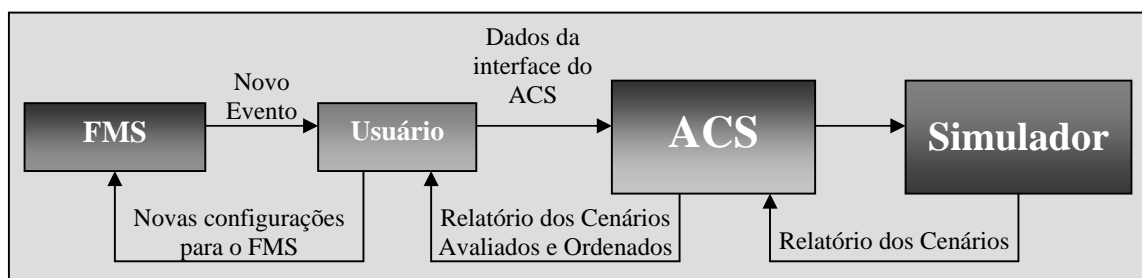 Novo
Evento
Dados da
interface do
ACS
FMS
Usuário
ACS
Simulador
Novas configurações
para o FMS
Relatório dos Cenários
Avaliados e Ordenados
Relatório dos Cenários